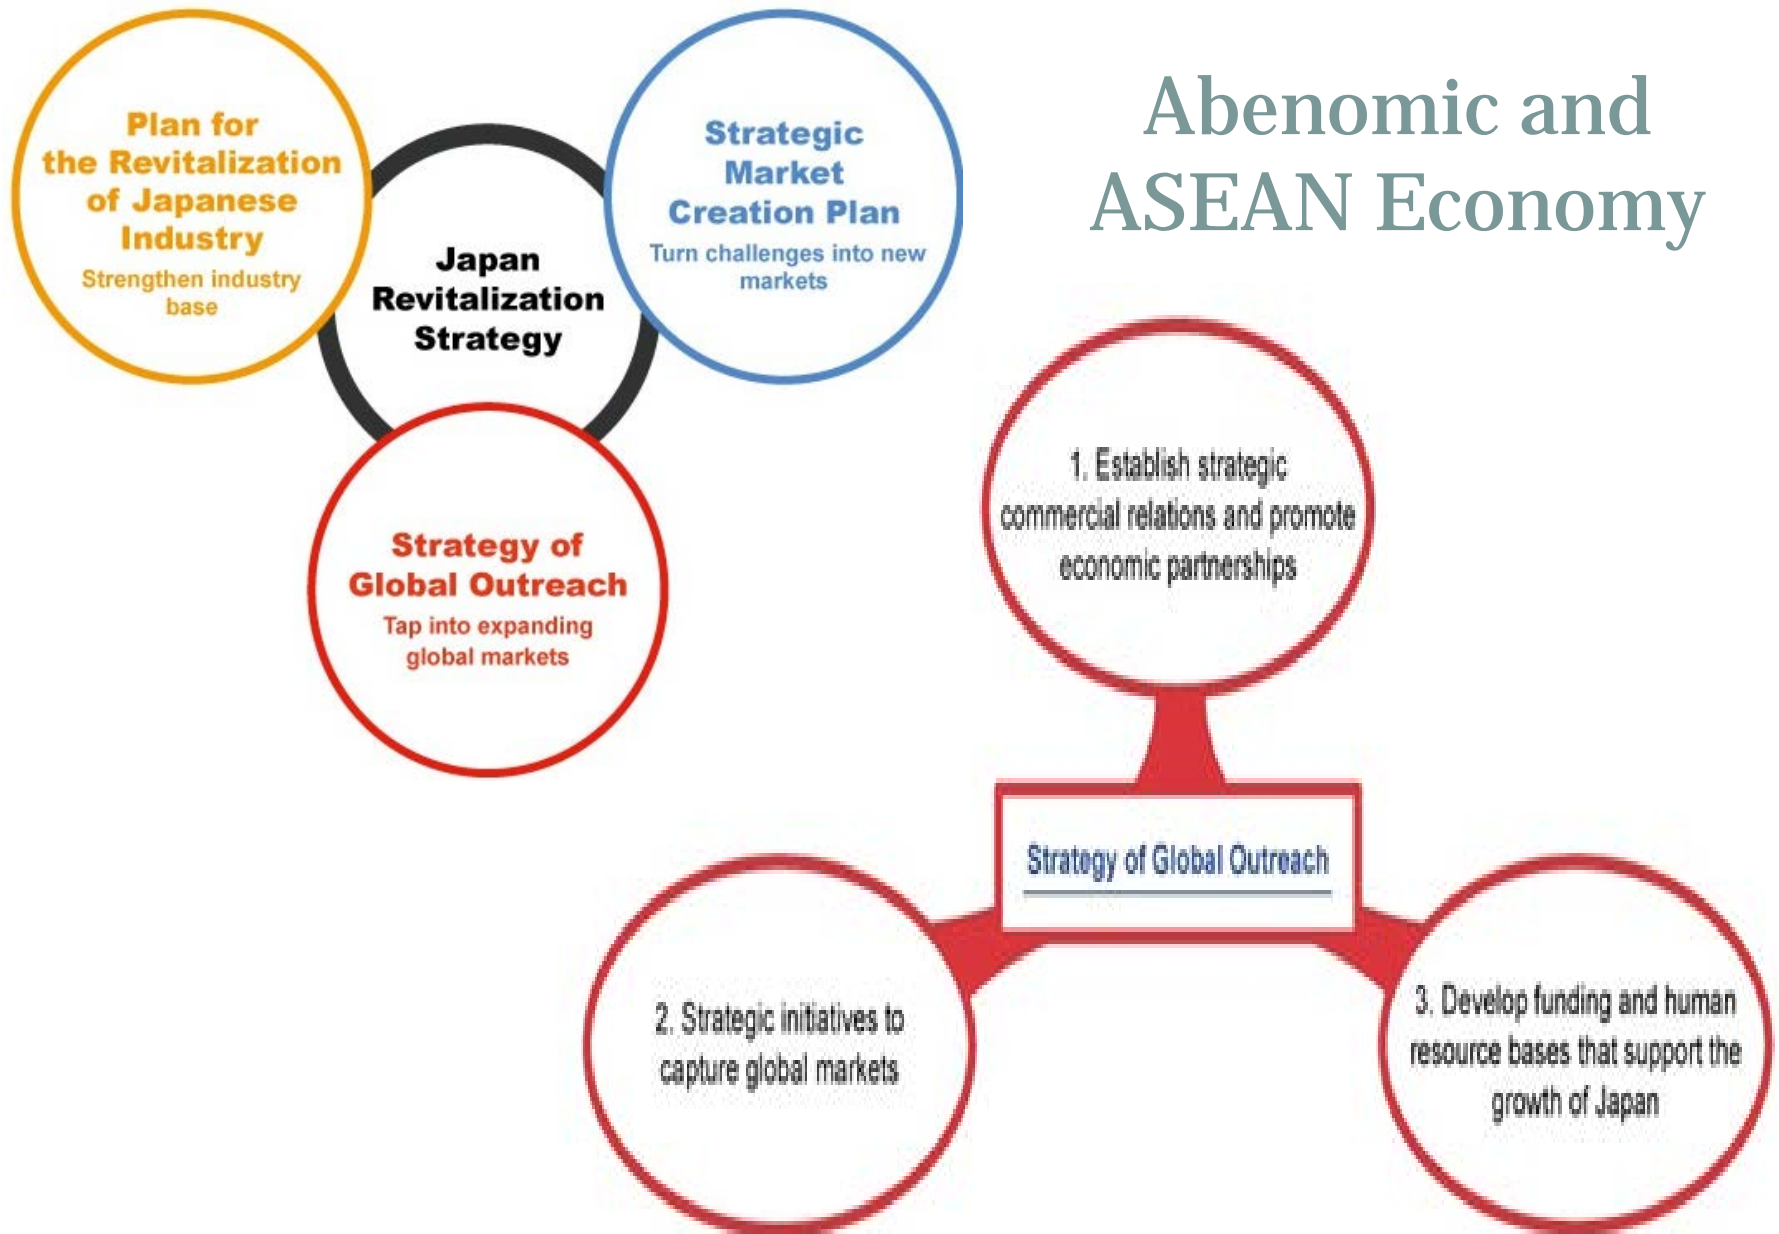 Abenomic and
ASEAN Economy
Plan for
the Revitalization
of Japanese
Industry
Strengthen industry
base
Japan
Revitalization
Strategy
Strategic
Market
Creation Plan
Turn challenges into new
markets
Strategy of
Global Outreach
Tap into expanding
global markets
1. Establish strategic
commercial relations and promote
economic partnerships
Strategy of Global Outreach
2. Strategic initiatives to
capture global markets
3. Develop funding and human
resource bases that support the
growth of Japan